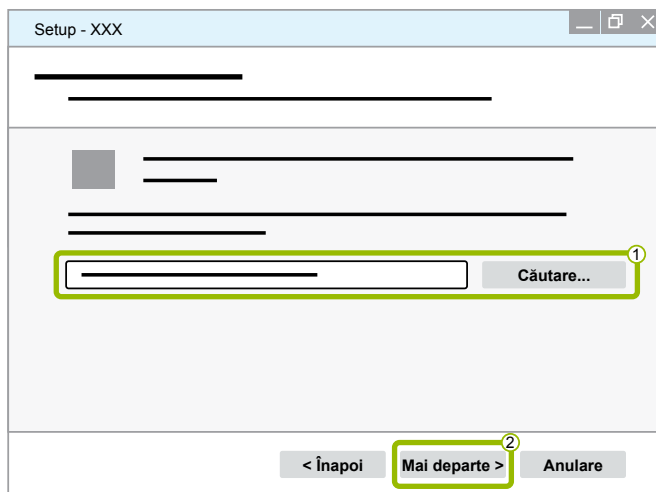 Setup - XXX
1
Căutare...
2
< Înapoi Mai departe > Anulare